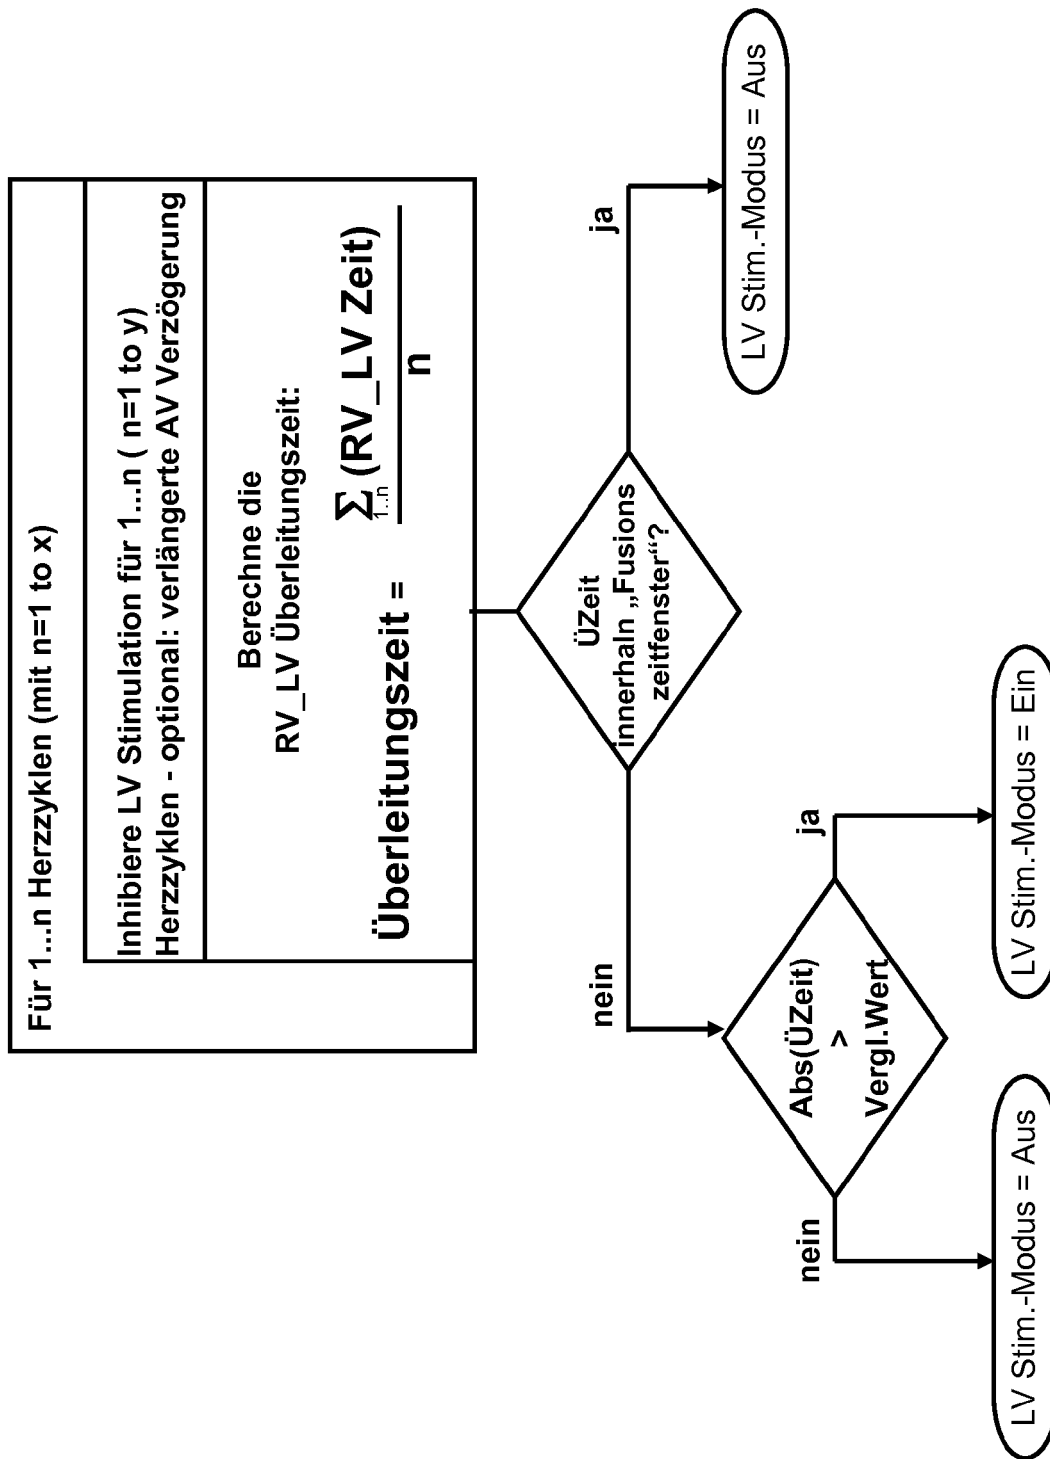 Für 1...n Herzzyklen (mit n=1 to x)
Inhibiere LV Stimulation für 1...n ( n=1 to y)
Herzzyklen - optional: verlängerte AV Verzögerung
Berechne die
RV_LV Überleitungszeit:
Überleitungszeit = Σ (RV_LV Zeit)
1..n
n
ÜZeit
innerhaln „Fusions
zeitfenster“?
nein
ja
Abs(ÜZeit)
>
Vergl.Wert
nein
ja
LV Stim.-Modus = Aus
LV Stim.-Modus = Ein
LV Stim.-Modus = Aus